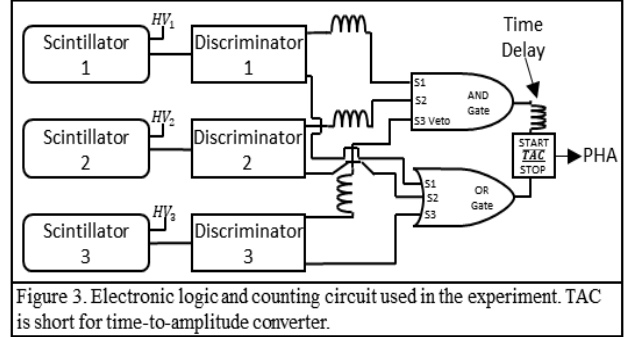 HV₁
Scintillator
1
Discriminator
1
Time
Delay
S1
S2
S3 Veto
AND
Gate
HV₂
Scintillator
2
Discriminator
2
START
TAC
STOP
PHA
S1
S2
S3
OR
Gate
HV₃
Scintillator
3
Discriminator
3
Figure 3. Electronic logic and counting circuit used in the experiment. TAC
is short for time-to-amplitude converter.